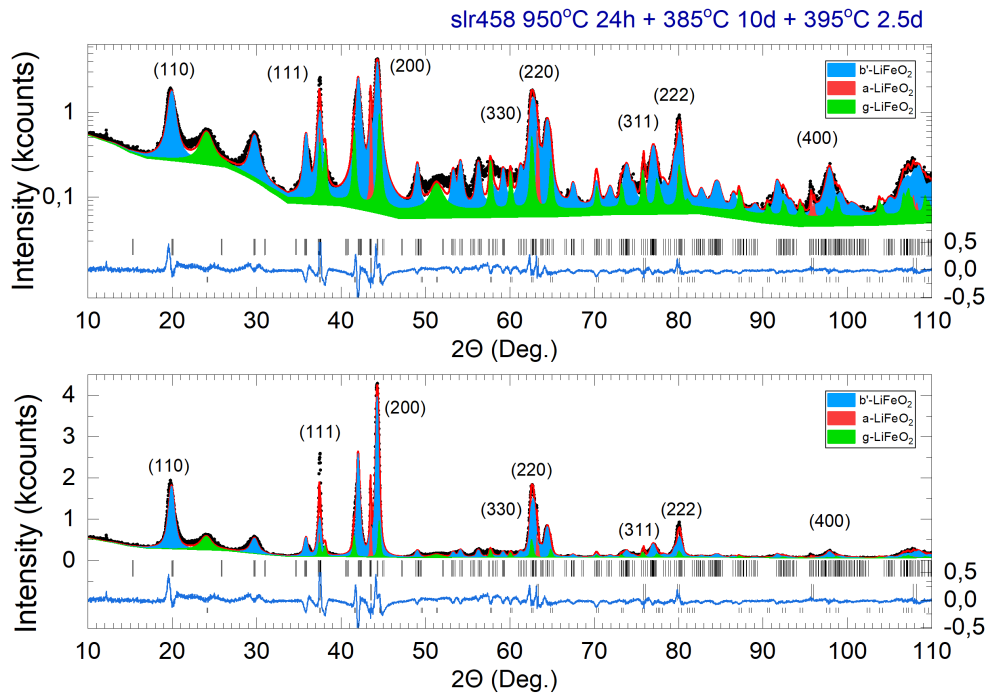 slr458 950°C 24h + 385°C 10d + 395°C 2.5d
Intensity (kcounts)
1
0,1
(110)
(111)
(200)
(330)
(220)
(311)
(222)
(400)
b'-LiFeO₂
a-LiFeO₂
g-LiFeO₂
0,5
0,0
-0,5
10 20 30 40 50 60 70 80 90 100 110
2Θ (Deg.)
Intensity (kcounts)
4
3
2
1
0
(110)
(111)
(200)
(330)
(220)
(311)
(222)
(400)
b'-LiFeO₂
a-LiFeO₂
g-LiFeO₂
0,5
0,0
-0,5
10 20 30 40 50 60 70 80 90 100 110
2Θ (Deg.)